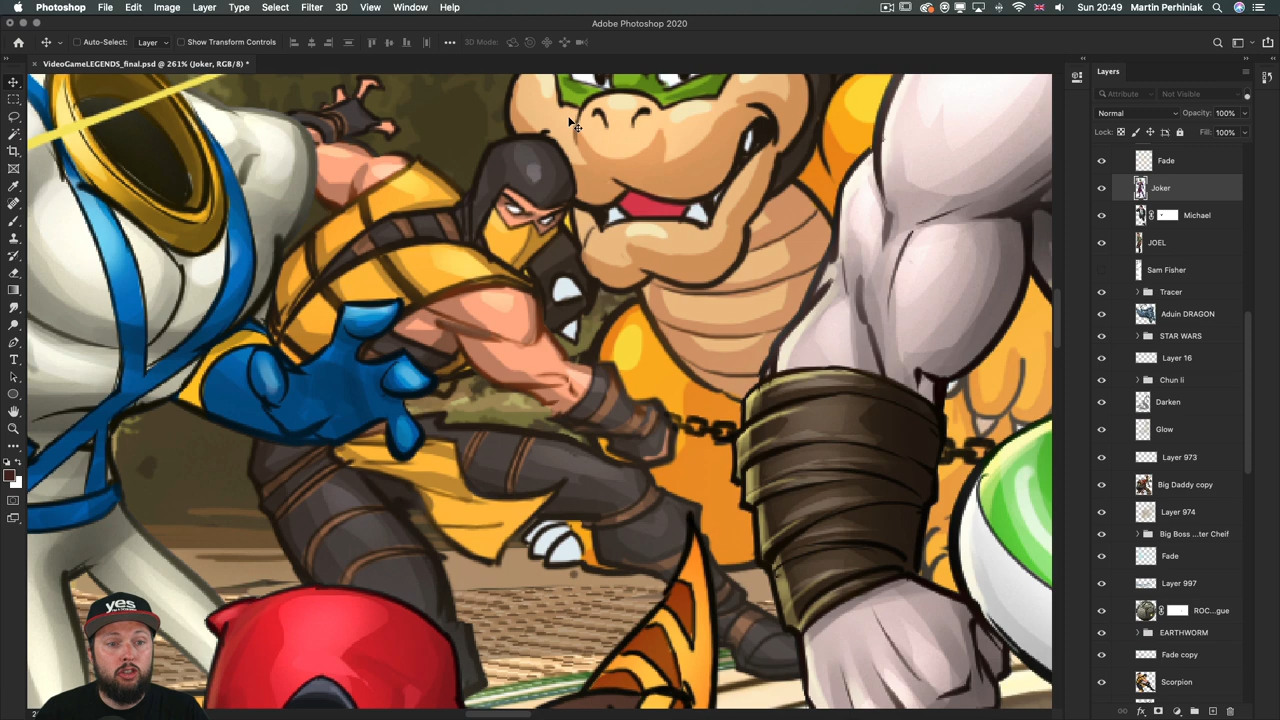 Photoshop File Edit Image Layer Type Select Filter 3D View Window Help Sun 20:49 Martin Perhiniak
Adobe Photoshop 2020
Auto-Select: Layer Show Transform Controls 3D Mode:
VideoGameLEGENDS_final.psd @ 261% (Joker, RGB/8) *
Layers
Attribute Not Visible
Normal Opacity: 100%
Lock: Fill: 100%
Fade
Joker
Michael
JOEL
Sam Fisher
Tracer
Aduin DRAGON
STAR WARS
Layer 16
Chun li
Darken
Glow
Layer 973
Big Daddy copy
Layer 974
Big Boss ...ter Cheif
Fade
Layer 997
ROC...gue
EARTHWORM
Fade copy
Scorpion
yes